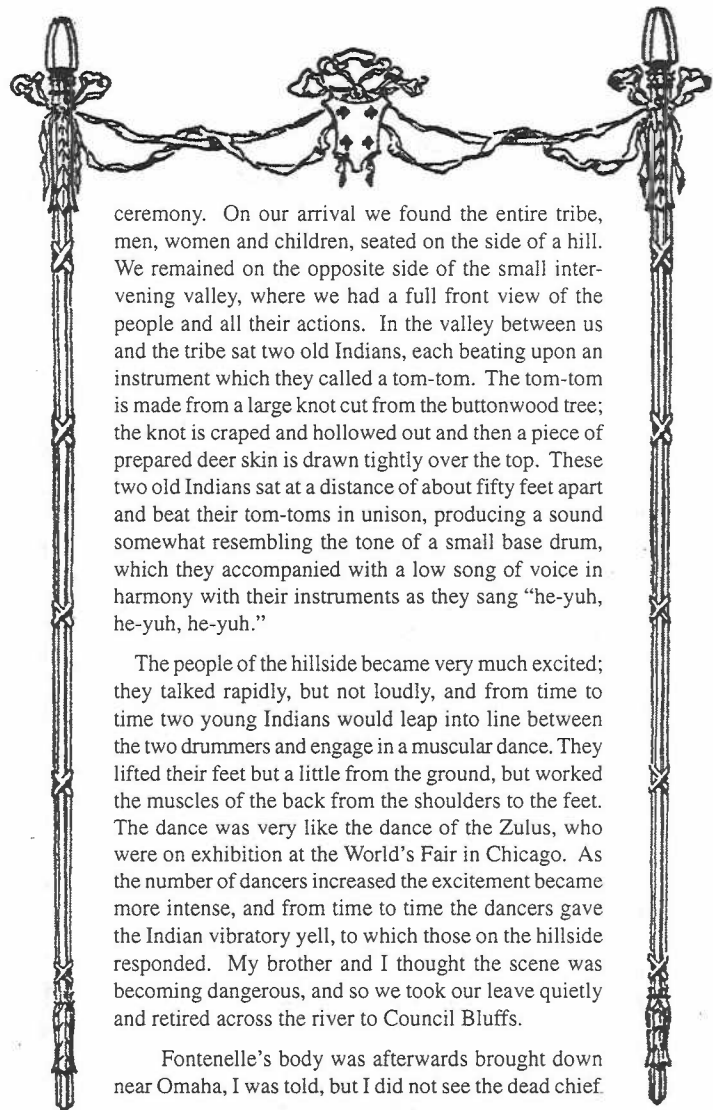 ceremony. On our arrival we found the entire tribe,
men, women and children, seated on the side of a hill.
We remained on the opposite side of the small inter-
vening valley, where we had a full front view of the
people and all their actions. In the valley between us
and the tribe sat two old Indians, each beating upon an
instrument which they called a tom-tom. The tom-tom
is made from a large knot cut from the buttonwood tree;
the knot is craped and hollowed out and then a piece of
prepared deer skin is drawn tightly over the top. These
two old Indians sat at a distance of about fifty feet apart
and beat their tom-toms in unison, producing a sound
somewhat resembling the tone of a small base drum,
which they accompanied with a low song of voice in
harmony with their instruments as they sang “he-yuh,
he-yuh, he-yuh.”
The people of the hillside became very much excited;
they talked rapidly, but not loudly, and from time to
time two young Indians would leap into line between
the two drummers and engage in a muscular dance. They
lifted their feet but a little from the ground, but worked
the muscles of the back from the shoulders to the feet.
The dance was very like the dance of the Zulus, who
were on exhibition at the World’s Fair in Chicago. As
the number of dancers increased the excitement became
more intense, and from time to time the dancers gave
the Indian vibratory yell, to which those on the hillside
responded. My brother and I thought the scene was
becoming dangerous, and so we took our leave quietly
and retired across the river to Council Bluffs.
Fontenelle’s body was afterwards brought down
near Omaha, I was told, but I did not see the dead chief.